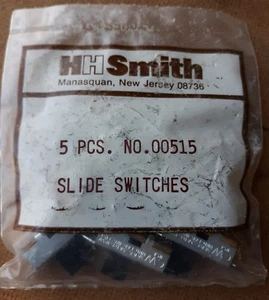 HHSmith
Manasquan, New Jersey 08736
5 PCS. NO.00515
SLIDE SWITCHES